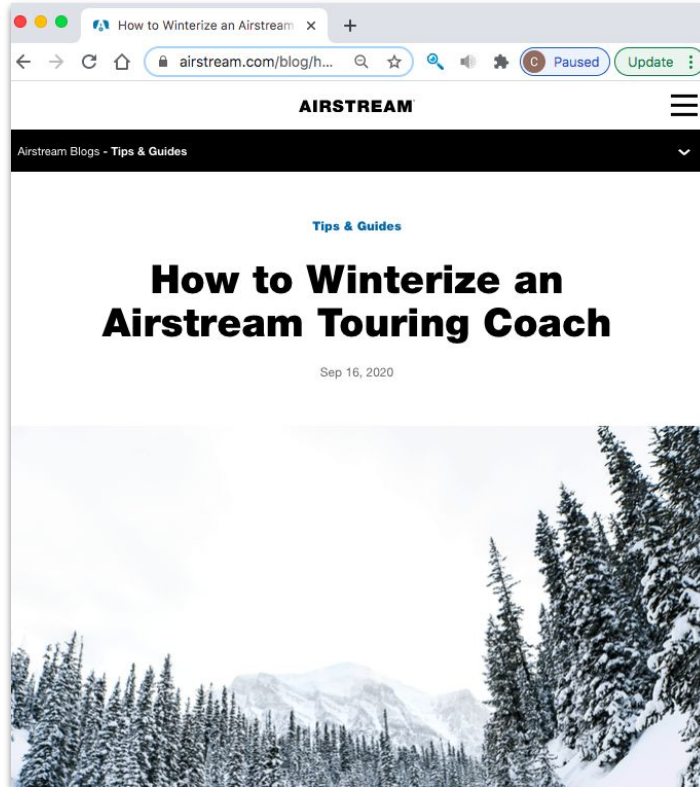 How to Winterize an Airstream
airstream.com/blog/h...
C Paused
Update
AIRSTREAM
Airstream Blogs - Tips & Guides
Tips & Guides
How to Winterize an
Airstream Touring Coach
Sep 16, 2020